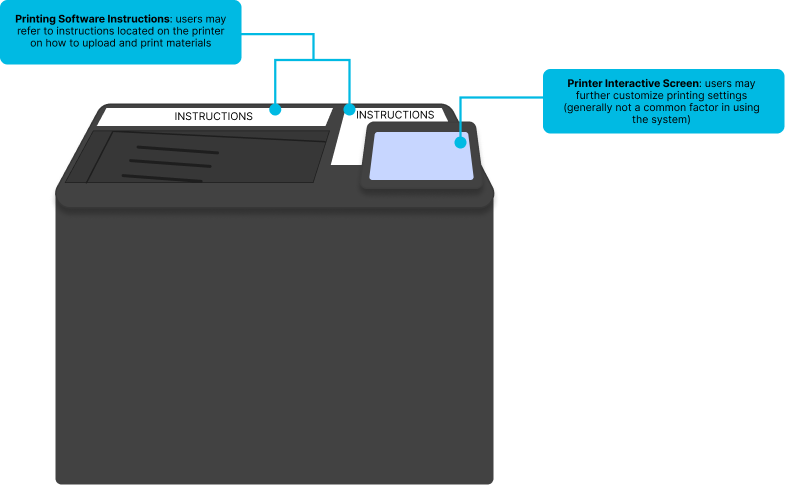 Printing Software Instructions: users may
refer to instructions located on the printer
on how to upload and print materials
Printer Interactive Screen: users may
further customize printing settings
(generally not a common factor in using
the system)
INSTRUCTIONS
INSTRUCTIONS